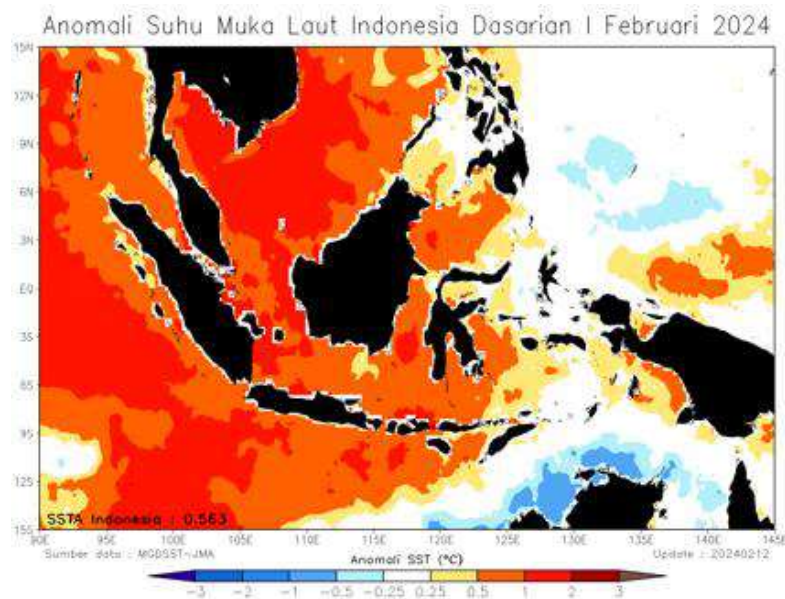 Anomali Suhu Muka Laut Indonesia Dasarian I Februari 2024
15N
12N
9N
6N
3N
EQ
3S
6S
9S
12S
15S
SSTA Indonesia : 0.563
90E 95E 100E 105E 110E 115E 120E 125E 130E 135E 140E 145E
Sumber data : MGDSST-JMA
Update : 20240212
Anomali SST (°C)
-3 -2 -1 -0.5 -0.25 0.25 0.5 1 2 3